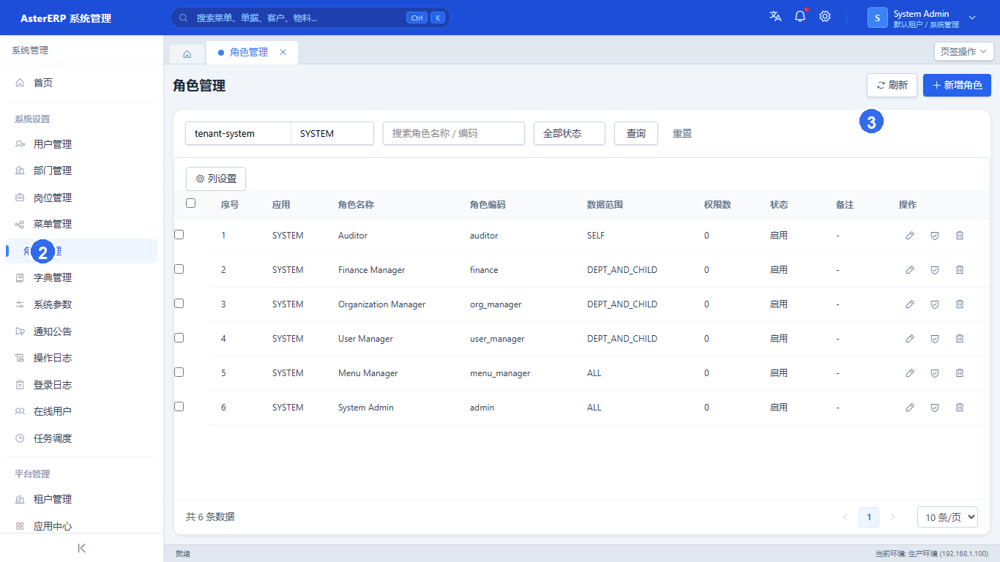 AsterERP 系统管理
搜索菜单、单据、客户、物料... Ctrl K
S System Admin
默认租户 / 系统管理
系统管理
角色管理
页签操作
首页
角色管理
刷新
新增角色
系统设置
3
tenant-system SYSTEM 搜索角色名称 / 编码 全部状态 查询 重置
用户管理
部门管理
列设置
岗位管理
序号 应用 角色名称 角色编码 数据范围 权限数 状态 备注 操作
菜单管理
1 SYSTEM Auditor auditor SELF 0 启用 -
2
2 SYSTEM Finance Manager finance DEPT_AND_CHILD 0 启用 -
字典管理
3 SYSTEM Organization Manager org_manager DEPT_AND_CHILD 0 启用 -
系统参数
通知公告
4 SYSTEM User Manager user_manager DEPT_AND_CHILD 0 启用 -
操作日志
5 SYSTEM Menu Manager menu_manager ALL 0 启用 -
登录日志
6 SYSTEM System Admin admin ALL 0 启用 -
在线用户
任务调度
平台管理
租户管理
应用中心
共 6 条数据
1
10 条/页
就绪
当前环境: 生产环境 (192.168.1.100)